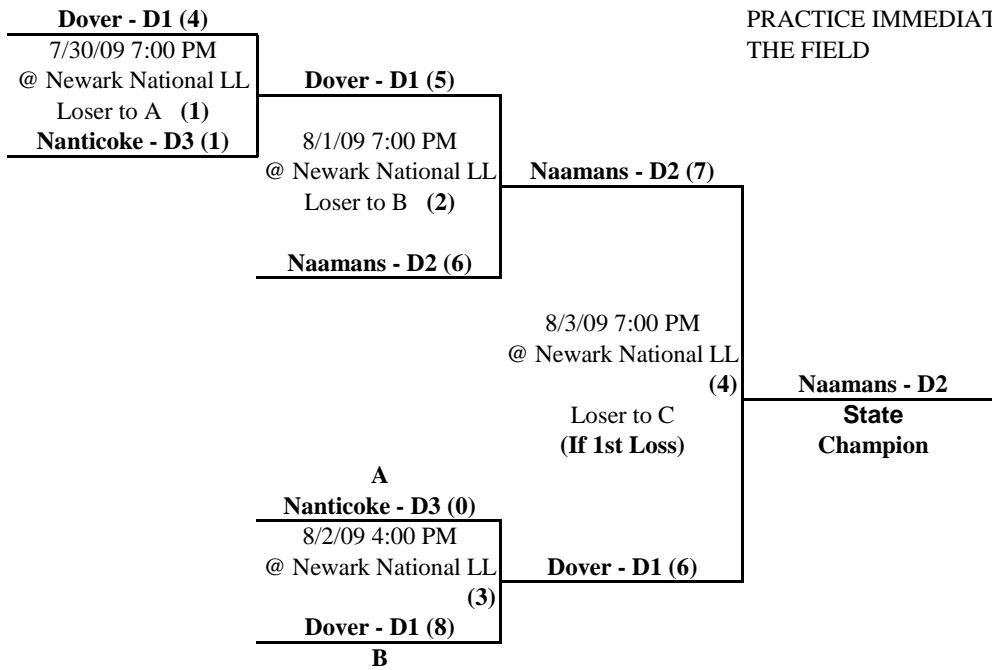 Dover - D1 (4)
PRACTICE IMMEDIAT
THE FIELD
7/30/09 7:00 PM
@ Newark National LL
Loser to A (1)
Nanticoke - D3 (1)
Dover - D1 (5)
8/1/09 7:00 PM
@ Newark National LL
Loser to B (2)
Naamans - D2 (6)
Naamans - D2 (7)
8/3/09 7:00 PM
@ Newark National LL
(4)
Loser to C
(If 1st Loss)
Naamans - D2
State
Champion
A
Nanticoke - D3 (0)
8/2/09 4:00 PM
@ Newark National LL
(3)
Dover - D1 (8)
B
Dover - D1 (6)